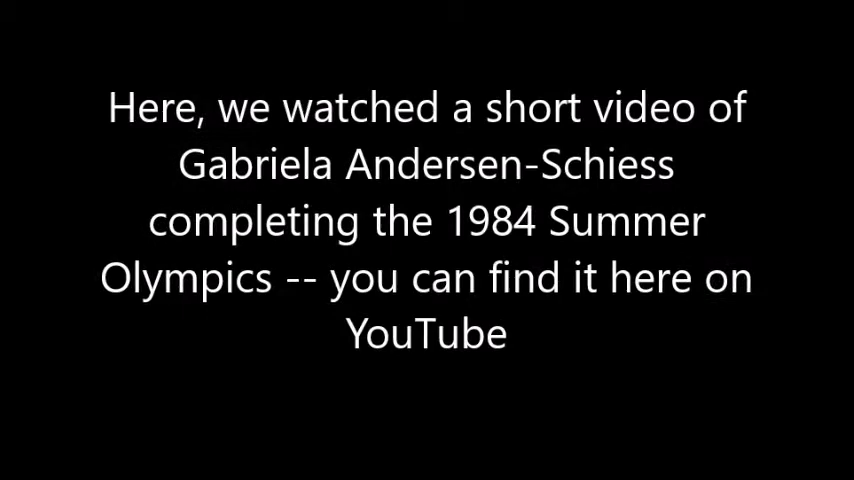 Here, we watched a short video of
Gabriela Andersen-Schiess
completing the 1984 Summer
Olympics -- you can find it here on
YouTube